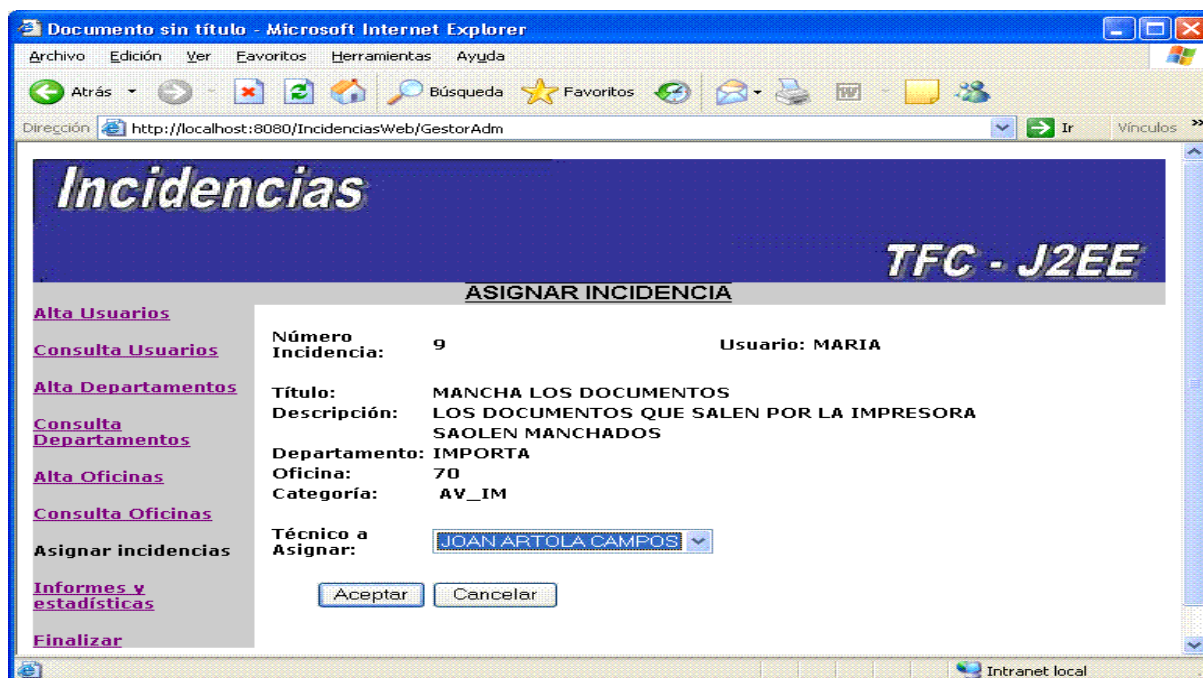 Documento sin título - Microsoft Internet Explorer
Archivo Edición Ver Favoritos Herramientas Ayuda
Atrás Búsqueda Favoritos
Dirección http://localhost:8080/IncidenciasWeb/GestorAdm Ir Vínculos »
Incidencias
TFC - J2EE
ASIGNAR INCIDENCIA
Alta Usuarios
Consulta Usuarios
Alta Departamentos
Consulta
Departamentos
Alta Oficinas
Consulta Oficinas
Asignar incidencias
Informes y
estadísticas
Finalizar
Número
Incidencia: 9 Usuario: MARIA
Título: MANCHA LOS DOCUMENTOS
Descripción: LOS DOCUMENTOS QUE SALEN POR LA IMPRESORA
SAOLEN MANCHADOS
Departamento: IMPORTA
Oficina: 70
Categoría: AV_IM
Técnico a
Asignar: JOAN ARTOLA CAMPOS
Aceptar Cancelar
Intranet local